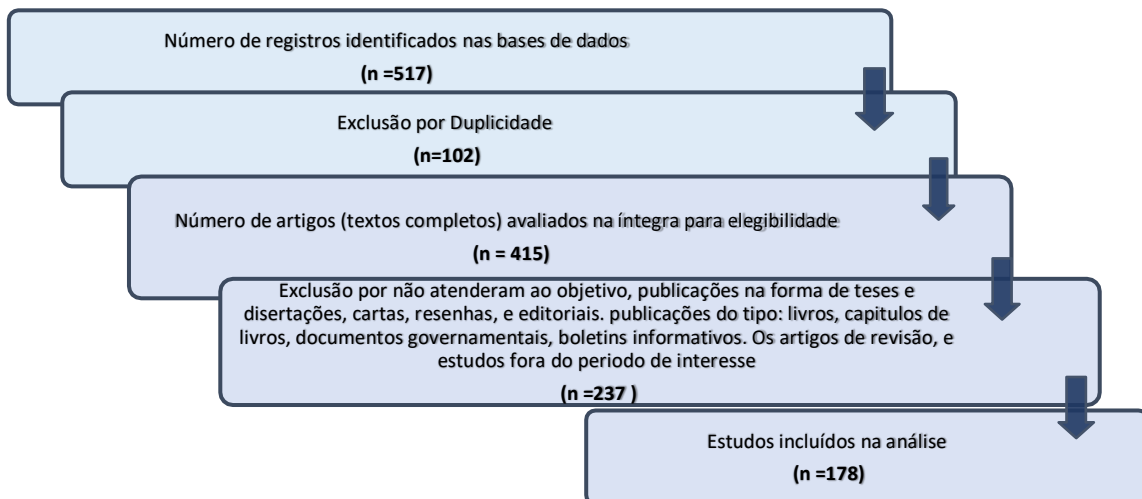 Número de registros identificados nas bases de dados
(n =517)
Exclusão por Duplicidade
(n=102)
Número de artigos (textos completos) avaliados na íntegra para elegibilidade
(n = 415)
Exclusão por não atenderam ao objetivo, publicações na forma de teses e
disertações, cartas, resenhas, e editoriais. publicações do tipo: livros, capitulos de
livros, documentos governamentais, boletins informativos. Os artigos de revisão, e
estudos fora do periodo de interesse
(n =237 )
Estudos incluídos na análise
(n =178)